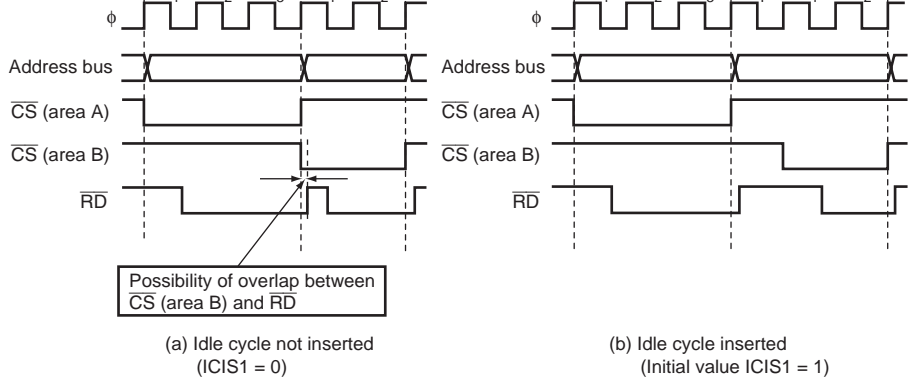 φ
Address bus
CS (area A)
CS (area B)
RD
Possibility of overlap between
CS (area B) and RD
(a) Idle cycle not inserted
(ICIS1 = 0)
φ
Address bus
CS (area A)
CS (area B)
RD
(b) Idle cycle inserted
(Initial value ICIS1 = 1)